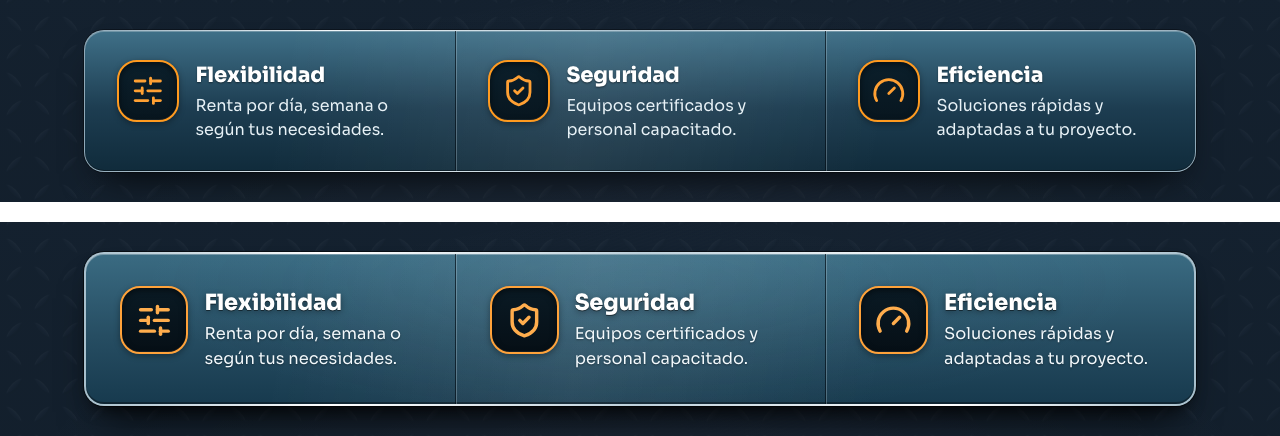 Flexibilidad
Renta por día, semana o
según tus necesidades.
Seguridad
Equipos certificados y
personal capacitado.
Eficiencia
Soluciones rápidas y
adaptadas a tu proyecto.
Flexibilidad
Renta por día, semana o
según tus necesidades.
Seguridad
Equipos certificados y
personal capacitado.
Eficiencia
Soluciones rápidas y
adaptadas a tu proyecto.